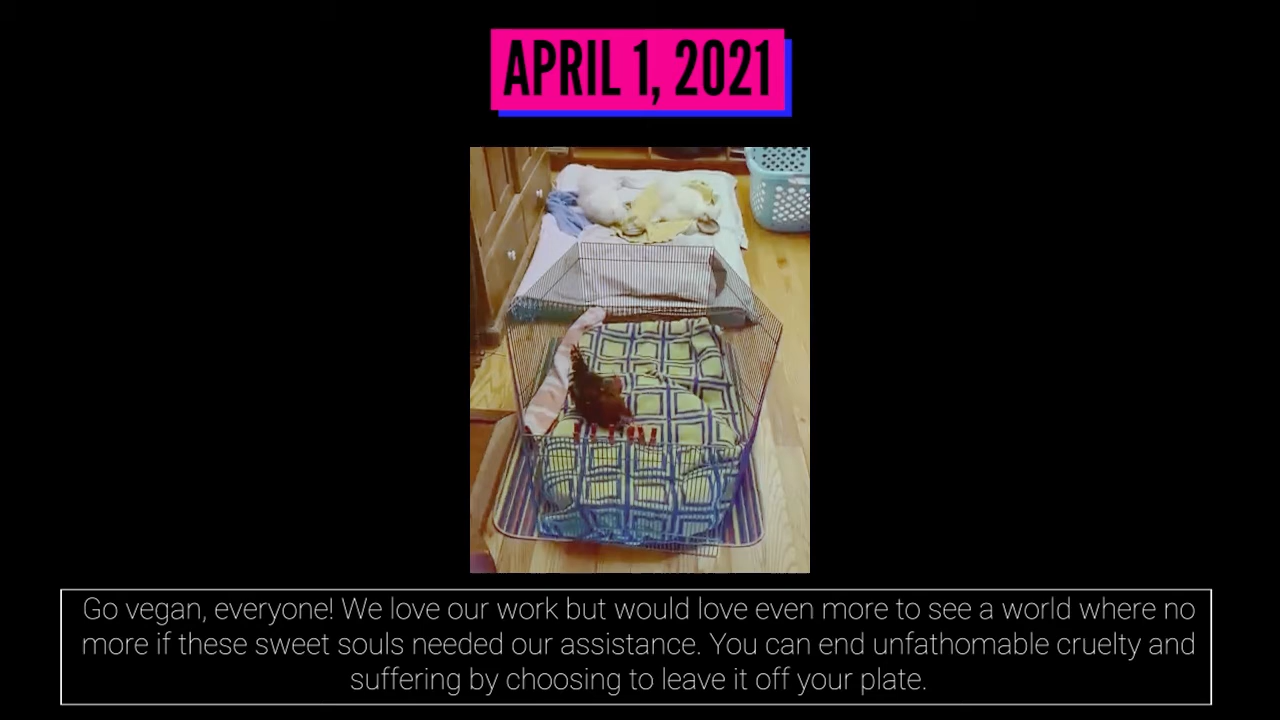 APRIL 1, 2021
Go vegan, everyone! We love our work but would love even more to see a world where no
more if these sweet souls needed our assistance. You can end unfathomable cruelty and
suffering by choosing to leave it off your plate.